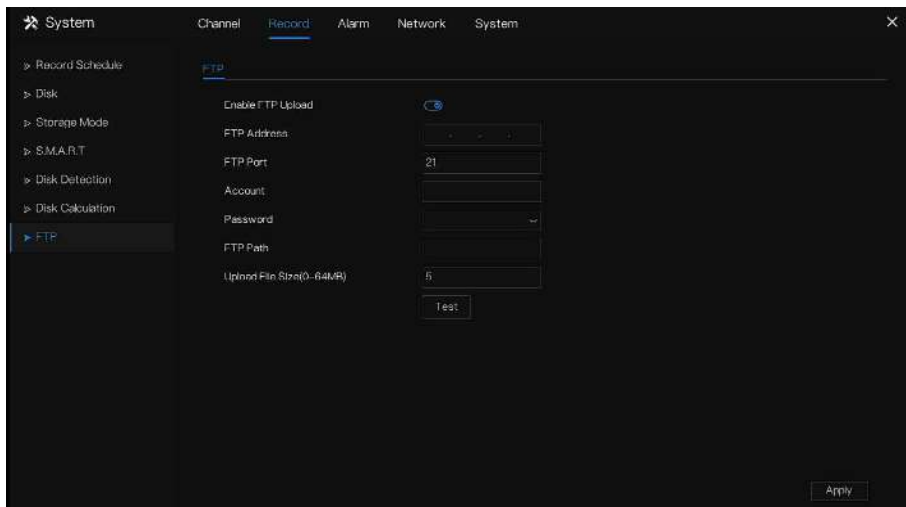 System Channel Record Alarm Network System
Record Schedule
Disk
Storage Mode
S.M.A.R.T
Disk Detection
Disk Calculation
FTP
FTP
Enable FTP Upload
FTP Address . . .
FTP Port 21
Account
Password
FTP Path
Upload File Size(0-64MB) 5
Test
Apply